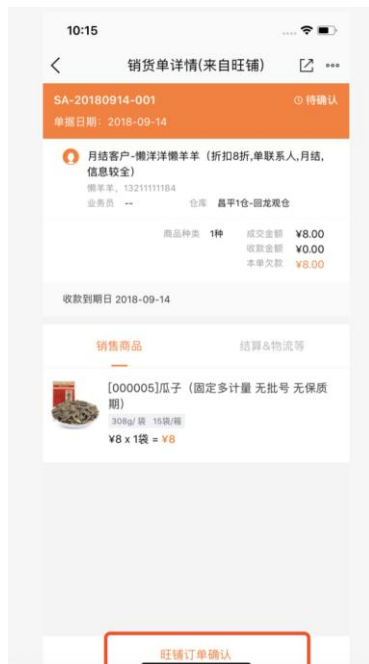 10:15
销货单详情(来自旺铺)
SA-20180914-001
待确认
单据日期：2018-09-14
月结客户-懒洋洋懒羊羊（折扣8折,单联系人,月结,
信息较全）
懒羊羊，13211111184
业务员 -- 仓库 昌平1仓-回龙观仓
商品种类 1种 成交金额 ¥8.00
收款金额 ¥0.00
本单欠款 ¥8.00
收款到期日 2018-09-14
销售商品 结算&物流等
[000005]瓜子（固定多计量 无批号 无保质
期）
308g/ 袋 15袋/箱
¥8 x 1袋 = ¥8
旺铺订单确认